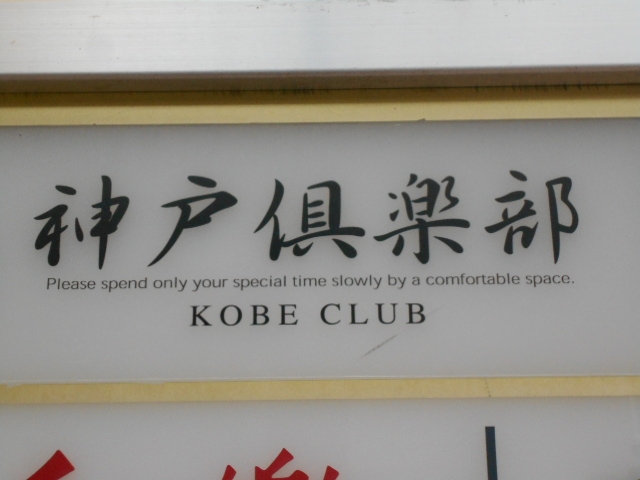 神戸倶楽部
Please spend only your special time slowly by a comfortable space.
KOBE CLUB